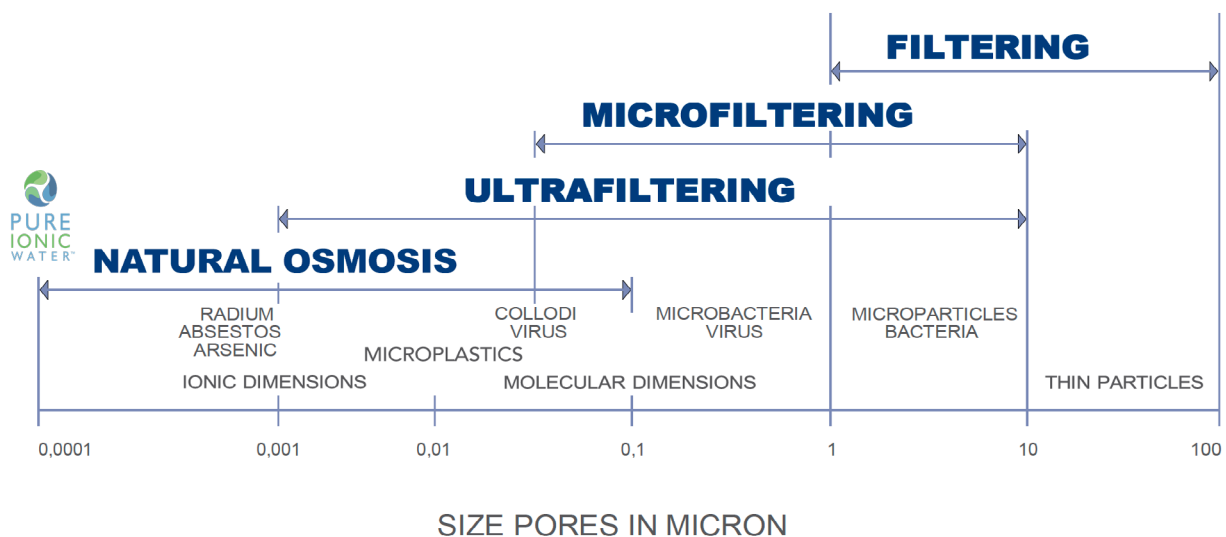 FILTERING
MICROFILTERING
ULTRAFILTERING
PURE
IONIC
WATER™
NATURAL OSMOSIS
RADIUM
ABSESTOS
ARSENIC
COLLODI
VIRUS
MICROBACTERIA
VIRUS
MICROPARTICLES
BACTERIA
MICROPLASTICS
IONIC DIMENSIONS
MOLECULAR DIMENSIONS
THIN PARTICLES
0,0001
0,001
0,01
0,1
1
10
100
SIZE PORES IN MICRON